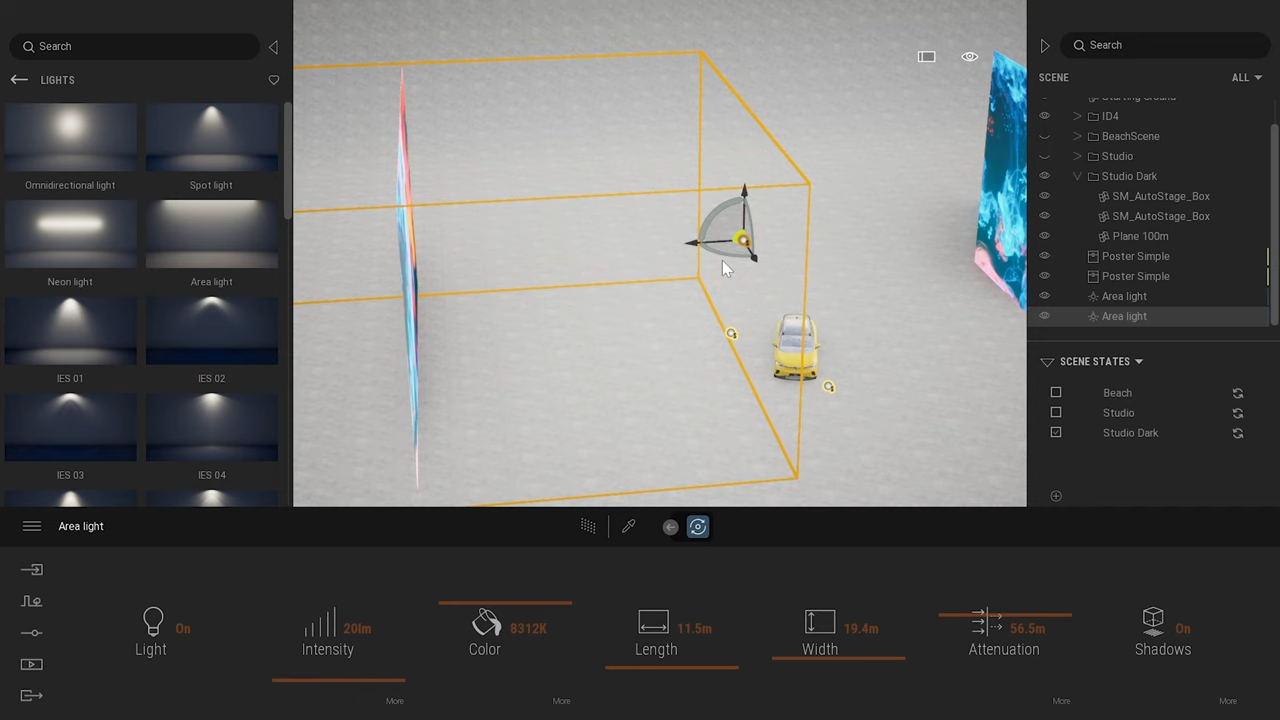 Search
LIGHTS
Omnidirectional light
Spot light
Neon light
Area light
IES 01
IES 02
IES 03
IES 04
Search
SCENE
ALL
Starting Ground
ID4
BeachScene
Studio
Studio Dark
SM_AutoStage_Box
SM_AutoStage_Box
Plane 100m
Poster Simple
Poster Simple
Area light
Area light
SCENE STATES
Beach
Studio
Studio Dark
Area light
On
Light
20lm
Intensity
More
8312K
Color
More
11.5m
Length
19.4m
Width
56.5m
Attenuation
More
On
Shadows
More